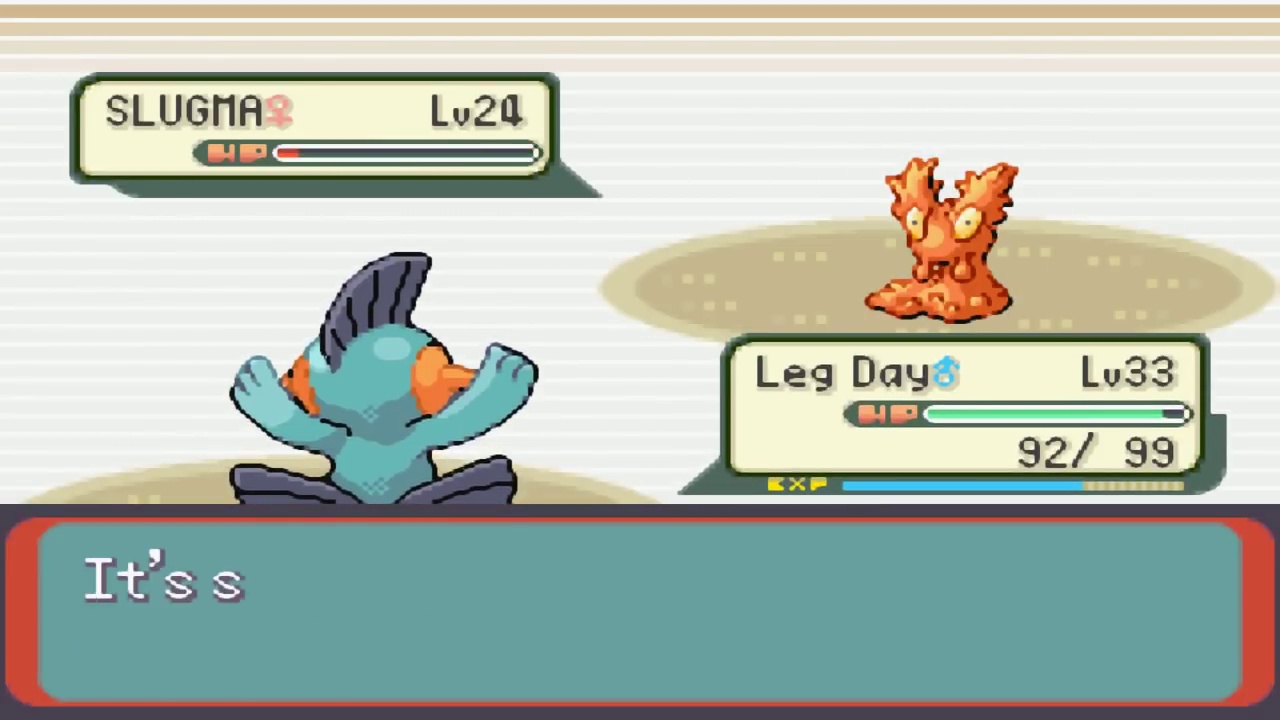 SLUGMA♀ Lv24
HP
Leg Day♂ Lv33
HP
92/ 99
EXP
It's s